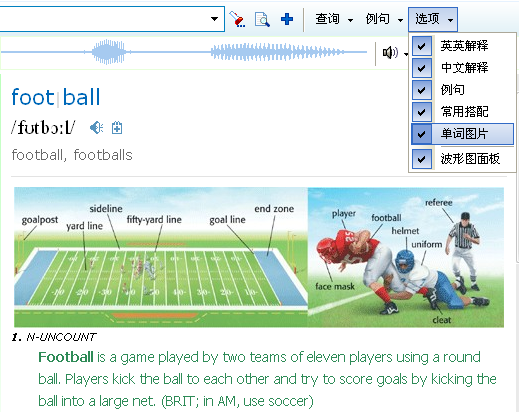 查询 例句 选项
英英解释
中文解释
例句
常用搭配
单词图片
波形图面板
foot|ball
/fʊtbɔːl/
football, footballs
goalpost
sideline
yard line
fifty-yard line
goal line
end zone
player
football
referee
helmet
uniform
face mask
cleat
1. N-UNCOUNT
Football is a game played by two teams of eleven players using a round
ball. Players kick the ball to each other and try to score goals by kicking the
ball into a large net. (BRIT; in AM, use soccer)